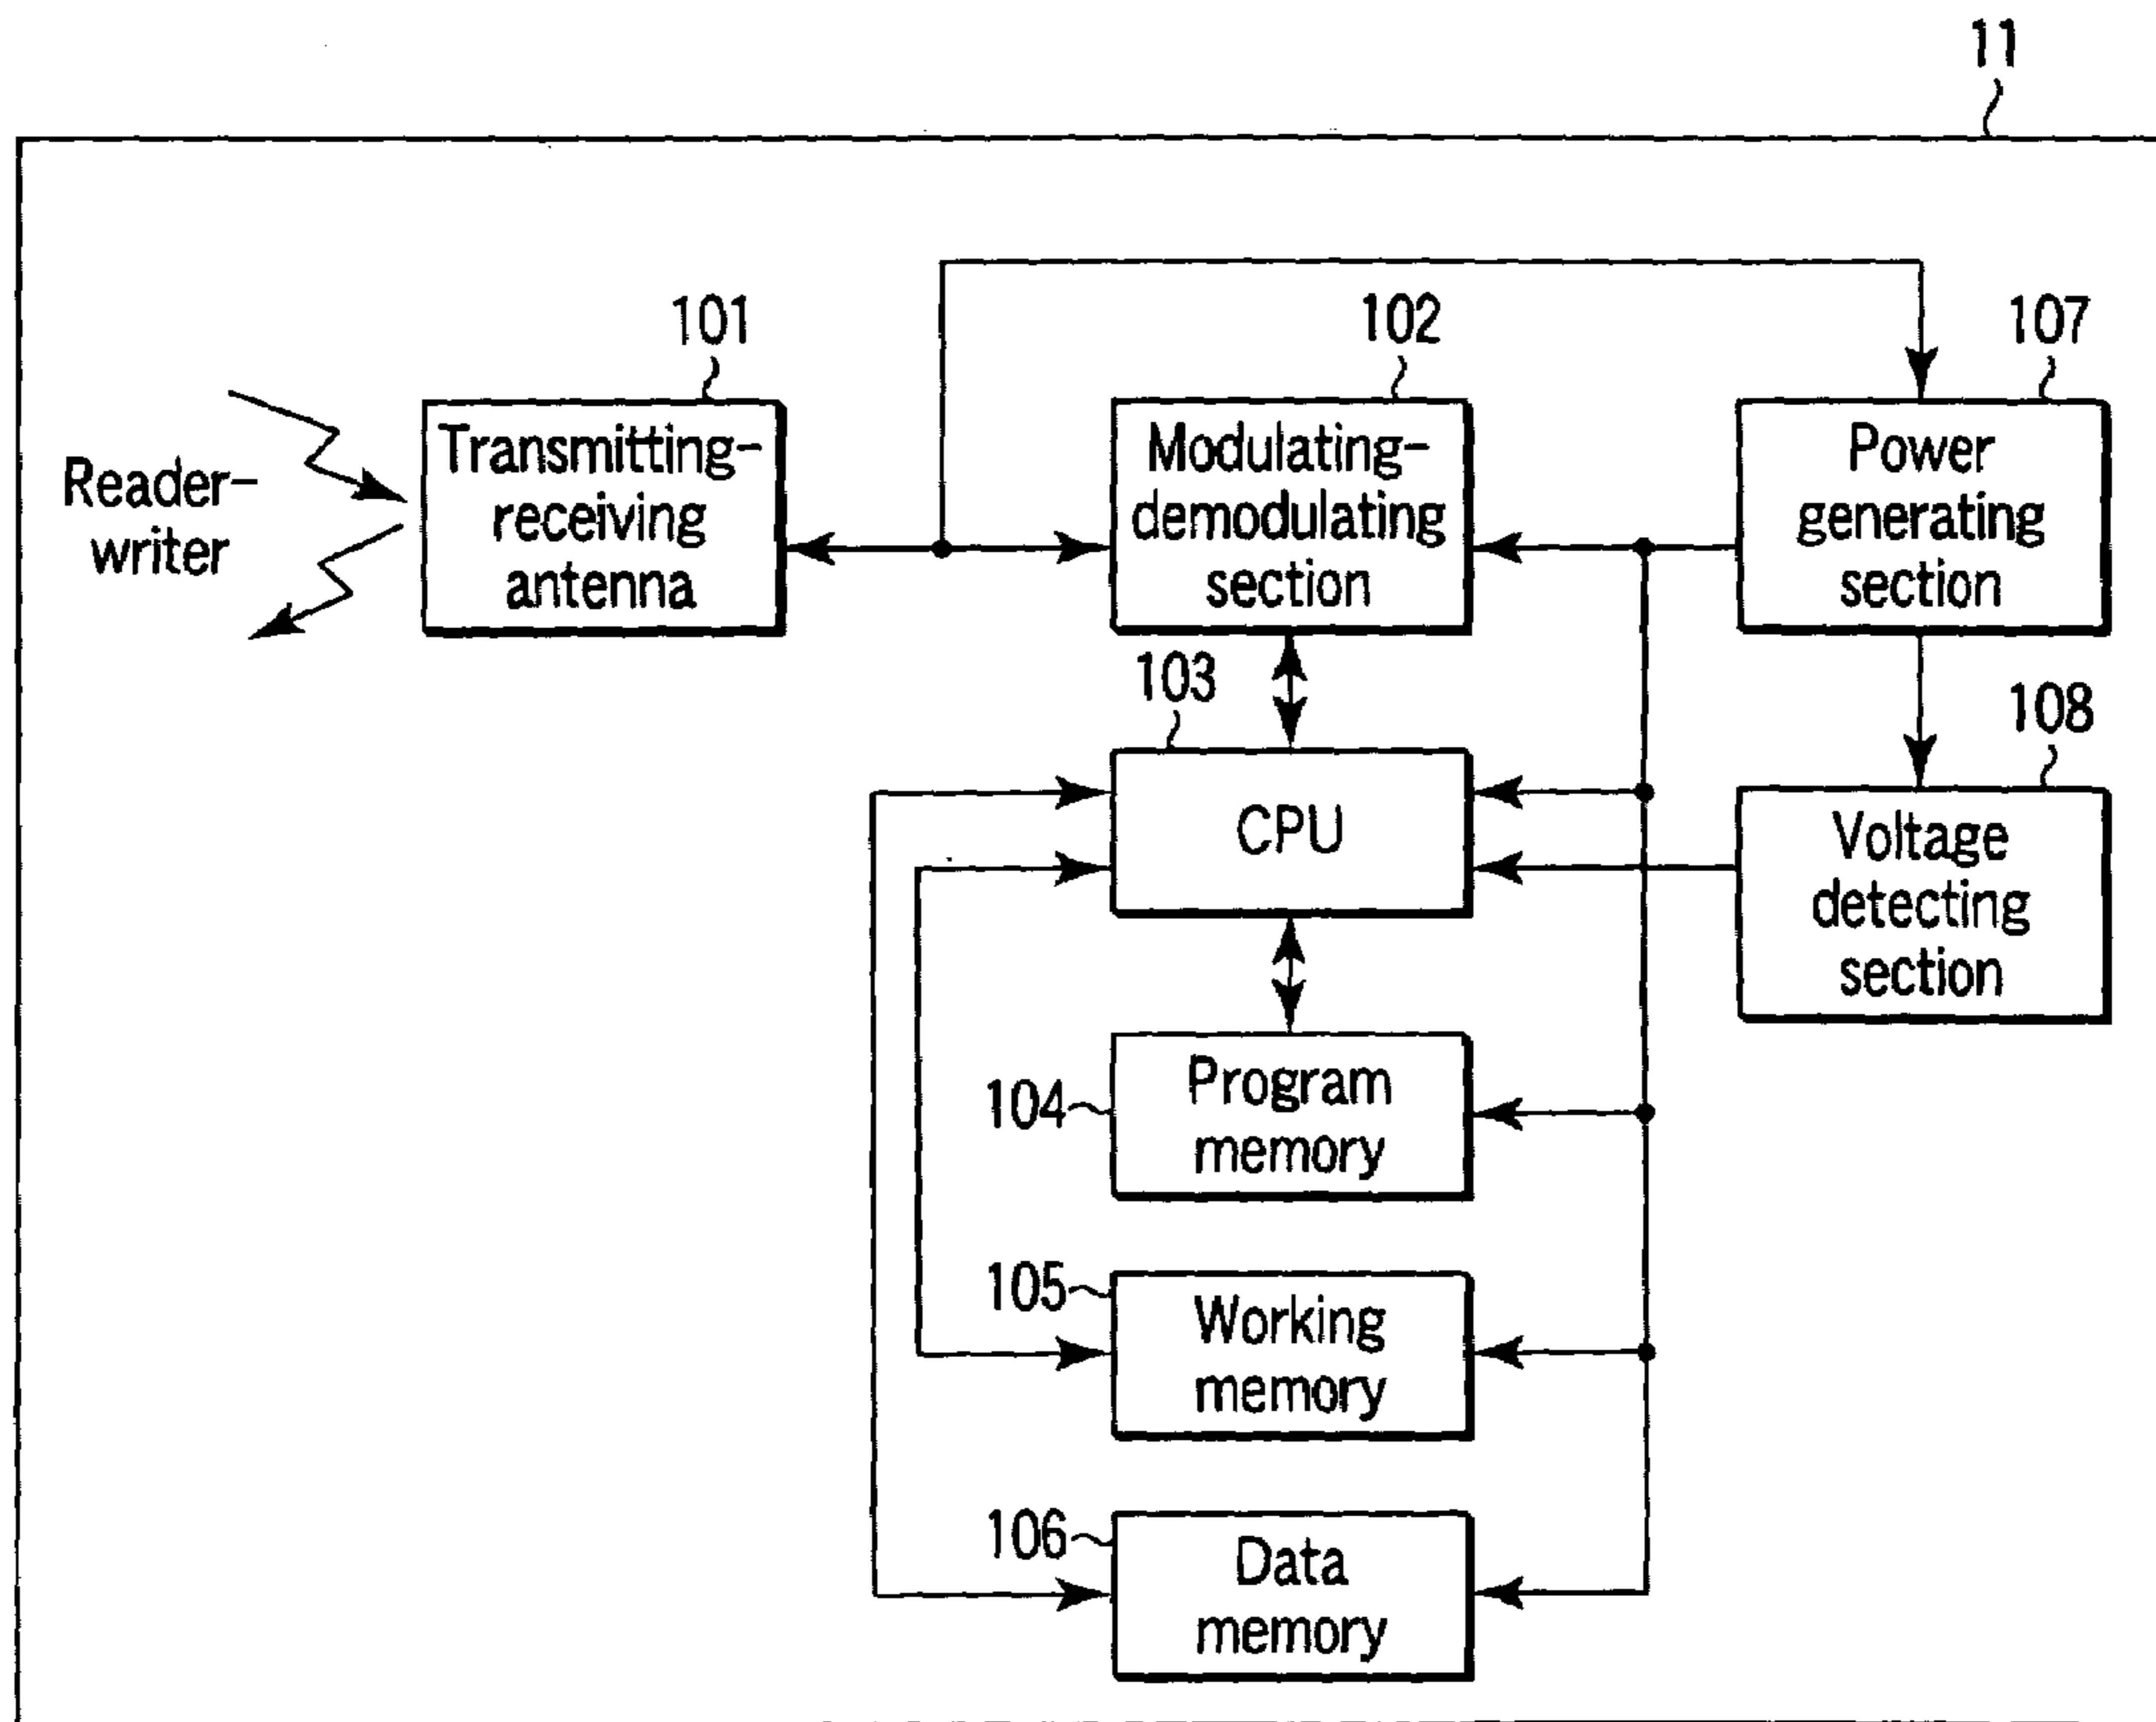 11
101
102
107
Reader-
writer
Transmitting-
receiving
antenna
Modulating-
demodulating
section
Power
generating
section
103
108
CPU
Voltage
detecting
section
104
Program
memory
105
Working
memory
106
Data
memory